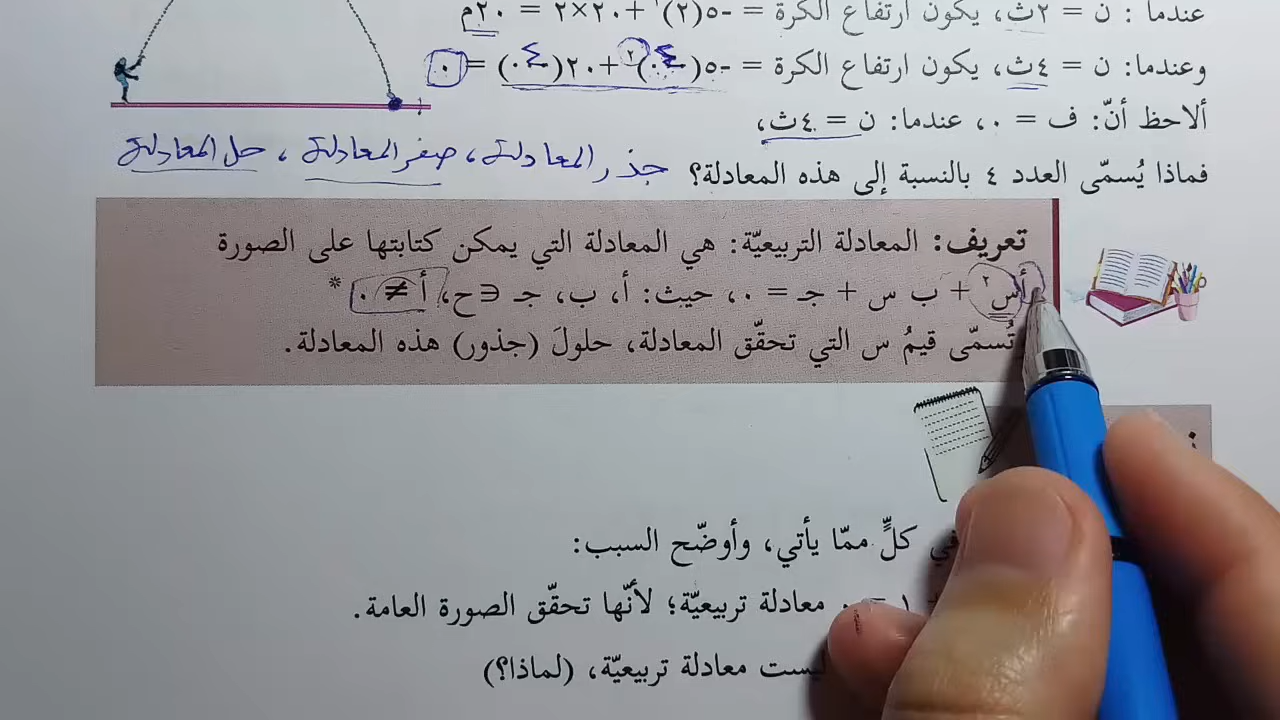 عندما: ن = ٢ث، يكون ارتفاع الكرة = -٥(٢)٢ +٢٠×٢ = ٢٠م
وعندما: ن = ٤ث، يكون ارتفاع الكرة = -٥(٤)٢ +٢٠(٤) = ٠
ألاحظ أنّ: ف = ٠، عندما: ن = ٤ث،
فماذا يُسمّى العدد ٤ بالنسبة إلى هذه المعادلة؟ جذر المعادلة، صفر المعادلة، حل المعادلة
تعريف: المعادلة التربيعيّة: هي المعادلة التي يمكن كتابتها على الصورة
أس٢ + ب س + جـ = ٠، حيث: أ، ب، جـ ∋ ح، أ ≠ ٠ *
تُسمّى قيمُ س التي تحقّق المعادلة، حلولَ (جذور) هذه المعادلة.
في كلٍّ ممّا يأتي، وأوضّح السبب:
١ = ٠ معادلة تربيعيّة؛ لأنّها تحقّق الصورة العامة.
ليست معادلة تربيعيّة، (لماذا؟)